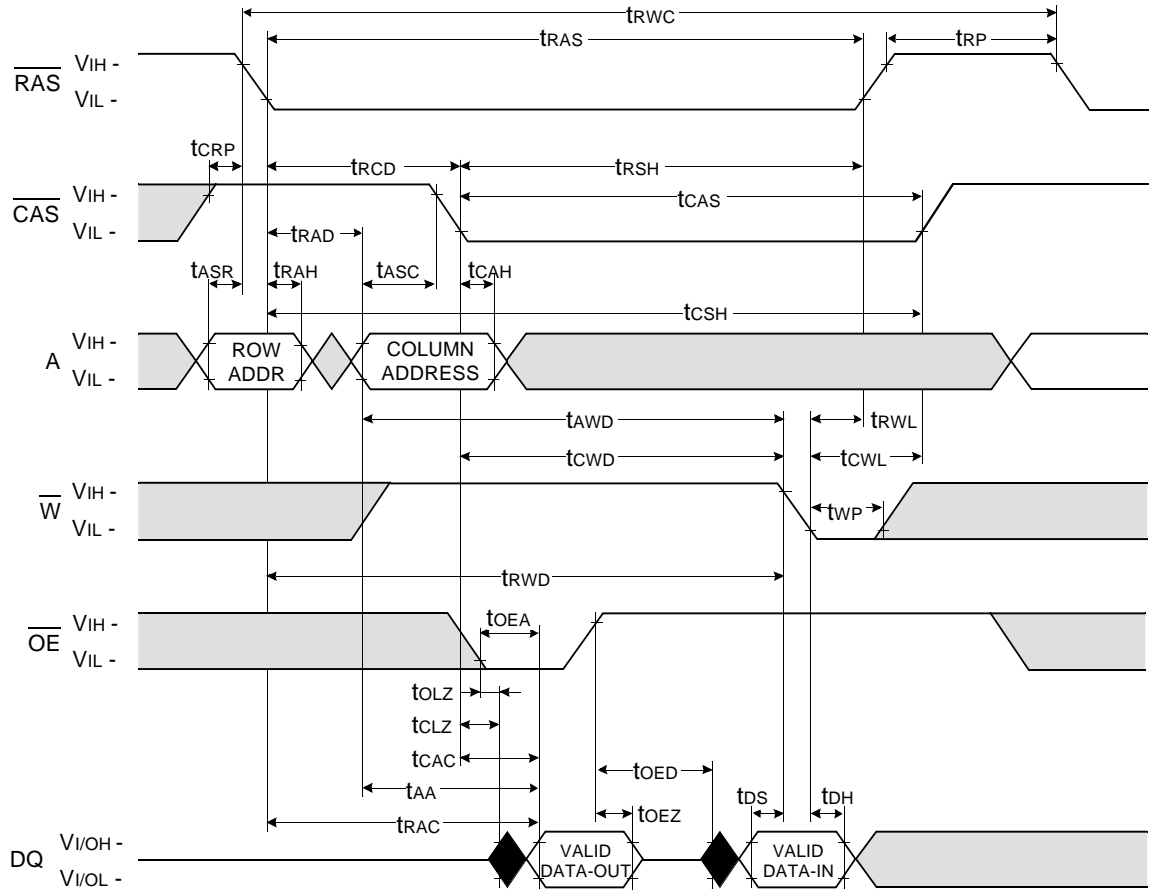 tRWC
tRAS
tRP
RAS
VIH -
VIL -
tCRP
tRCD
tRSH
CAS
VIH -
VIL -
tCAS
tRAD
tASR
tRAH
tASC
tCAH
tCSH
A
VIH -
VIL -
ROW
ADDR
COLUMN
ADDRESS
tAWD
tRWL
tCWD
tCWL
W
VIH -
VIL -
tWP
tRWD
OE
VIH -
VIL -
tOEA
tOLZ
tCLZ
tCAC
tOED
tAA
tDS
tDH
tRAC
tOEZ
DQ
VI/OH -
VI/OL -
VALID
DATA-OUT
VALID
DATA-IN